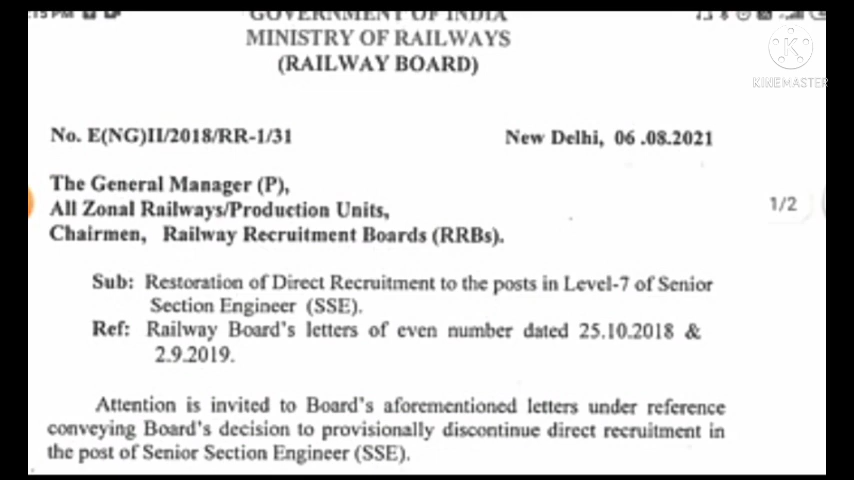 GOVERNMENT OF INDIA
MINISTRY OF RAILWAYS
(RAILWAY BOARD)
KINEMASTER
No. E(NG)II/2018/RR-1/31 New Delhi, 06 .08.2021
The General Manager (P),
All Zonal Railways/Production Units,
Chairmen, Railway Recruitment Boards (RRBs).
1/2
Sub: Restoration of Direct Recruitment to the posts in Level-7 of Senior
Section Engineer (SSE).
Ref: Railway Board's letters of even number dated 25.10.2018 &
2.9.2019.
Attention is invited to Board's aforementioned letters under reference
conveying Board's decision to provisionally discontinue direct recruitment in
the post of Senior Section Engineer (SSE).